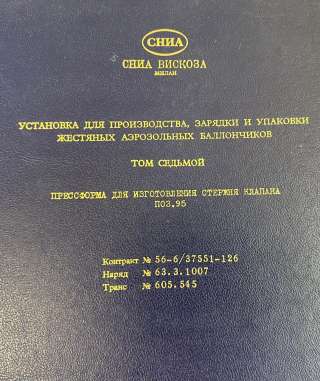 СНИА
СНИА ВИСКОЗА
МИЛАН
УСТАНОВКА ДЛЯ ПРОИЗВОДСТВА, ЗАРЯДКИ И УПАКОВКИ
ЖЕСТЯНЫХ АЭРОЗОЛЬНЫХ БАЛЛОНЧИКОВ
ТОМ СЕДЬМОЙ
ПРЕССФОРМА ДЛЯ ИЗГОТОВЛЕНИЯ СТЕРЖНЯ КЛАПАНА
ПОЗ.95
Контракт № 56-6/37551-126
Наряд № 63.3.1007
Транс № 605.545